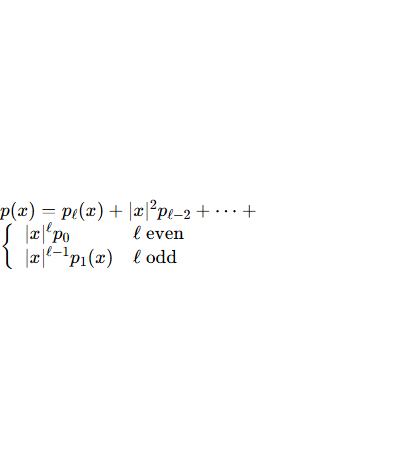 p(x) = p_ℓ(x) + |x|^2 p_{ℓ−2} + ⋯ +
{ |x|^ℓ p_0 ℓ even
|x|^{ℓ−1} p_1(x) ℓ odd